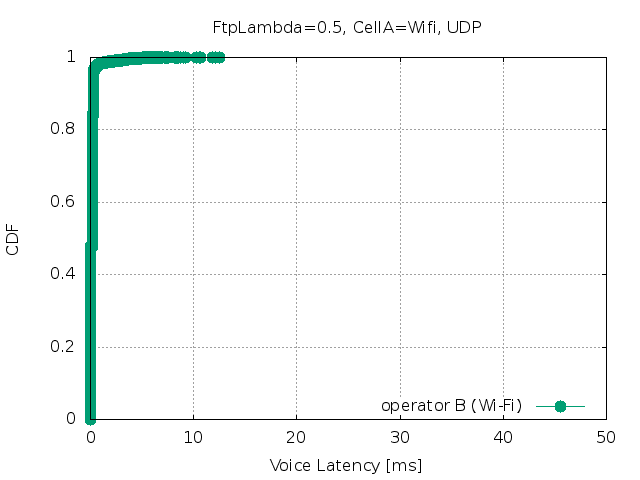 FtpLambda=0.5, CellA=Wifi, UDP
1
0.8
0.6
0.4
0.2
0
CDF
operator B (Wi-Fi)
0 10 20 30 40 50
Voice Latency [ms]